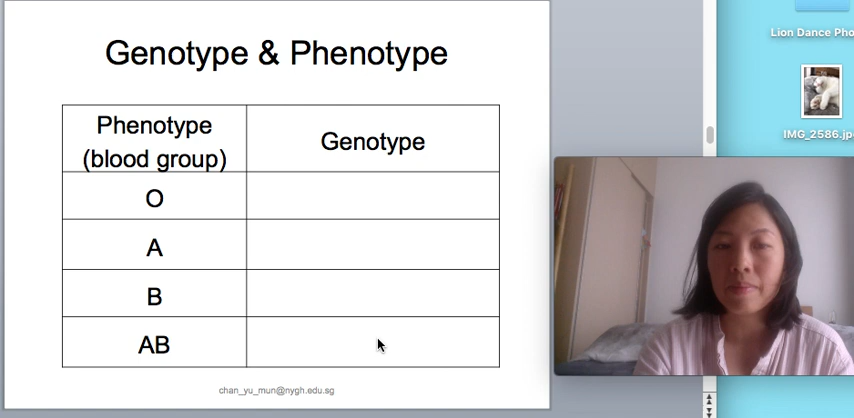 Genotype & Phenotype
Phenotype
(blood group)
Genotype
O
A
B
AB
chan_yu_mun@nygh.edu.sg
Lion Dance Pho
IMG_2586.jp